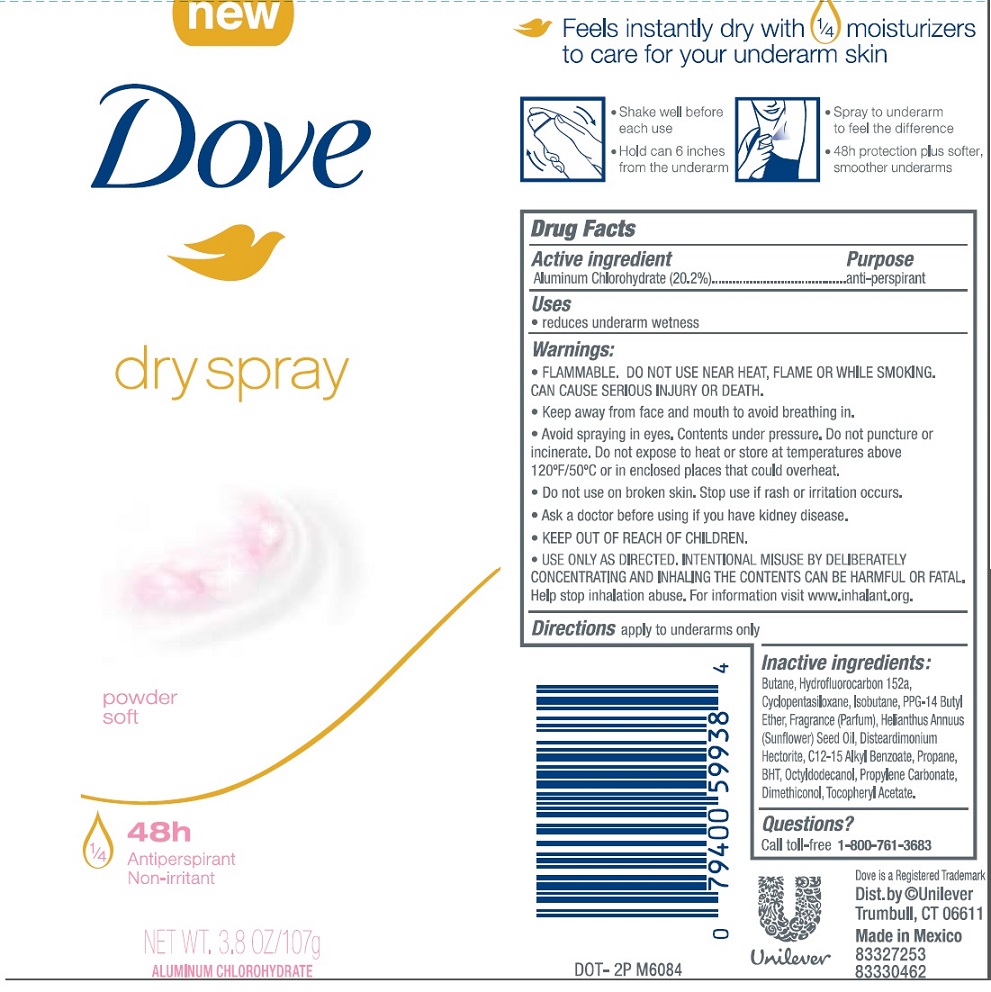 new
Dove
dry spray
powder
soft
1/4
48h
Antiperspirant
Non-irritant
NET WT. 3.8 OZ/107g
ALUMINUM CHLOROHYDRATE
Feels instantly dry with 1/4 moisturizers
to care for your underarm skin
• Shake well before
each use
• Hold can 6 inches
from the underarm
• Spray to underarm
to feel the difference
• 48h protection plus softer,
smoother underarms
Drug Facts
Active ingredient Purpose
Aluminum Chlorohydrate (20.2%)..........................................anti-perspirant
Uses
• reduces underarm wetness
Warnings:
• FLAMMABLE. DO NOT USE NEAR HEAT, FLAME OR WHILE SMOKING.
CAN CAUSE SERIOUS INJURY OR DEATH.
• Keep away from face and mouth to avoid breathing in.
• Avoid spraying in eyes. Contents under pressure. Do not puncture or
incinerate. Do not expose to heat or store at temperatures above
120ºF/50ºC or in enclosed places that could overheat.
• Do not use on broken skin. Stop use if rash or irritation occurs.
• Ask a doctor before using if you have kidney disease.
• KEEP OUT OF REACH OF CHILDREN.
• USE ONLY AS DIRECTED. INTENTIONAL MISUSE BY DELIBERATELY
CONCENTRATING AND INHALING THE CONTENTS CAN BE HARMFUL OR FATAL.
Help stop inhalation abuse. For information visit www.inhalant.org.
Directions apply to underarms only
Inactive ingredients:
Butane, Hydrofluorocarbon 152a,
Cyclopentasiloxane, Isobutane, PPG-14 Butyl
Ether, Fragrance (Parfum), Helianthus Annuus
(Sunflower) Seed Oil, Disteardimonium
Hectorite, C12-15 Alkyl Benzoate, Propane,
BHT, Octyldodecanol, Propylene Carbonate,
Dimethiconol, Tocopheryl Acetate.
Questions?
Call toll-free 1-800-761-3683
0 79400 59938 4
DOT- 2P M6084
Unilever
Dove is a Registered Trademark
Dist.by ©Unilever
Trumbull, CT 06611
Made in Mexico
83327253
83330462